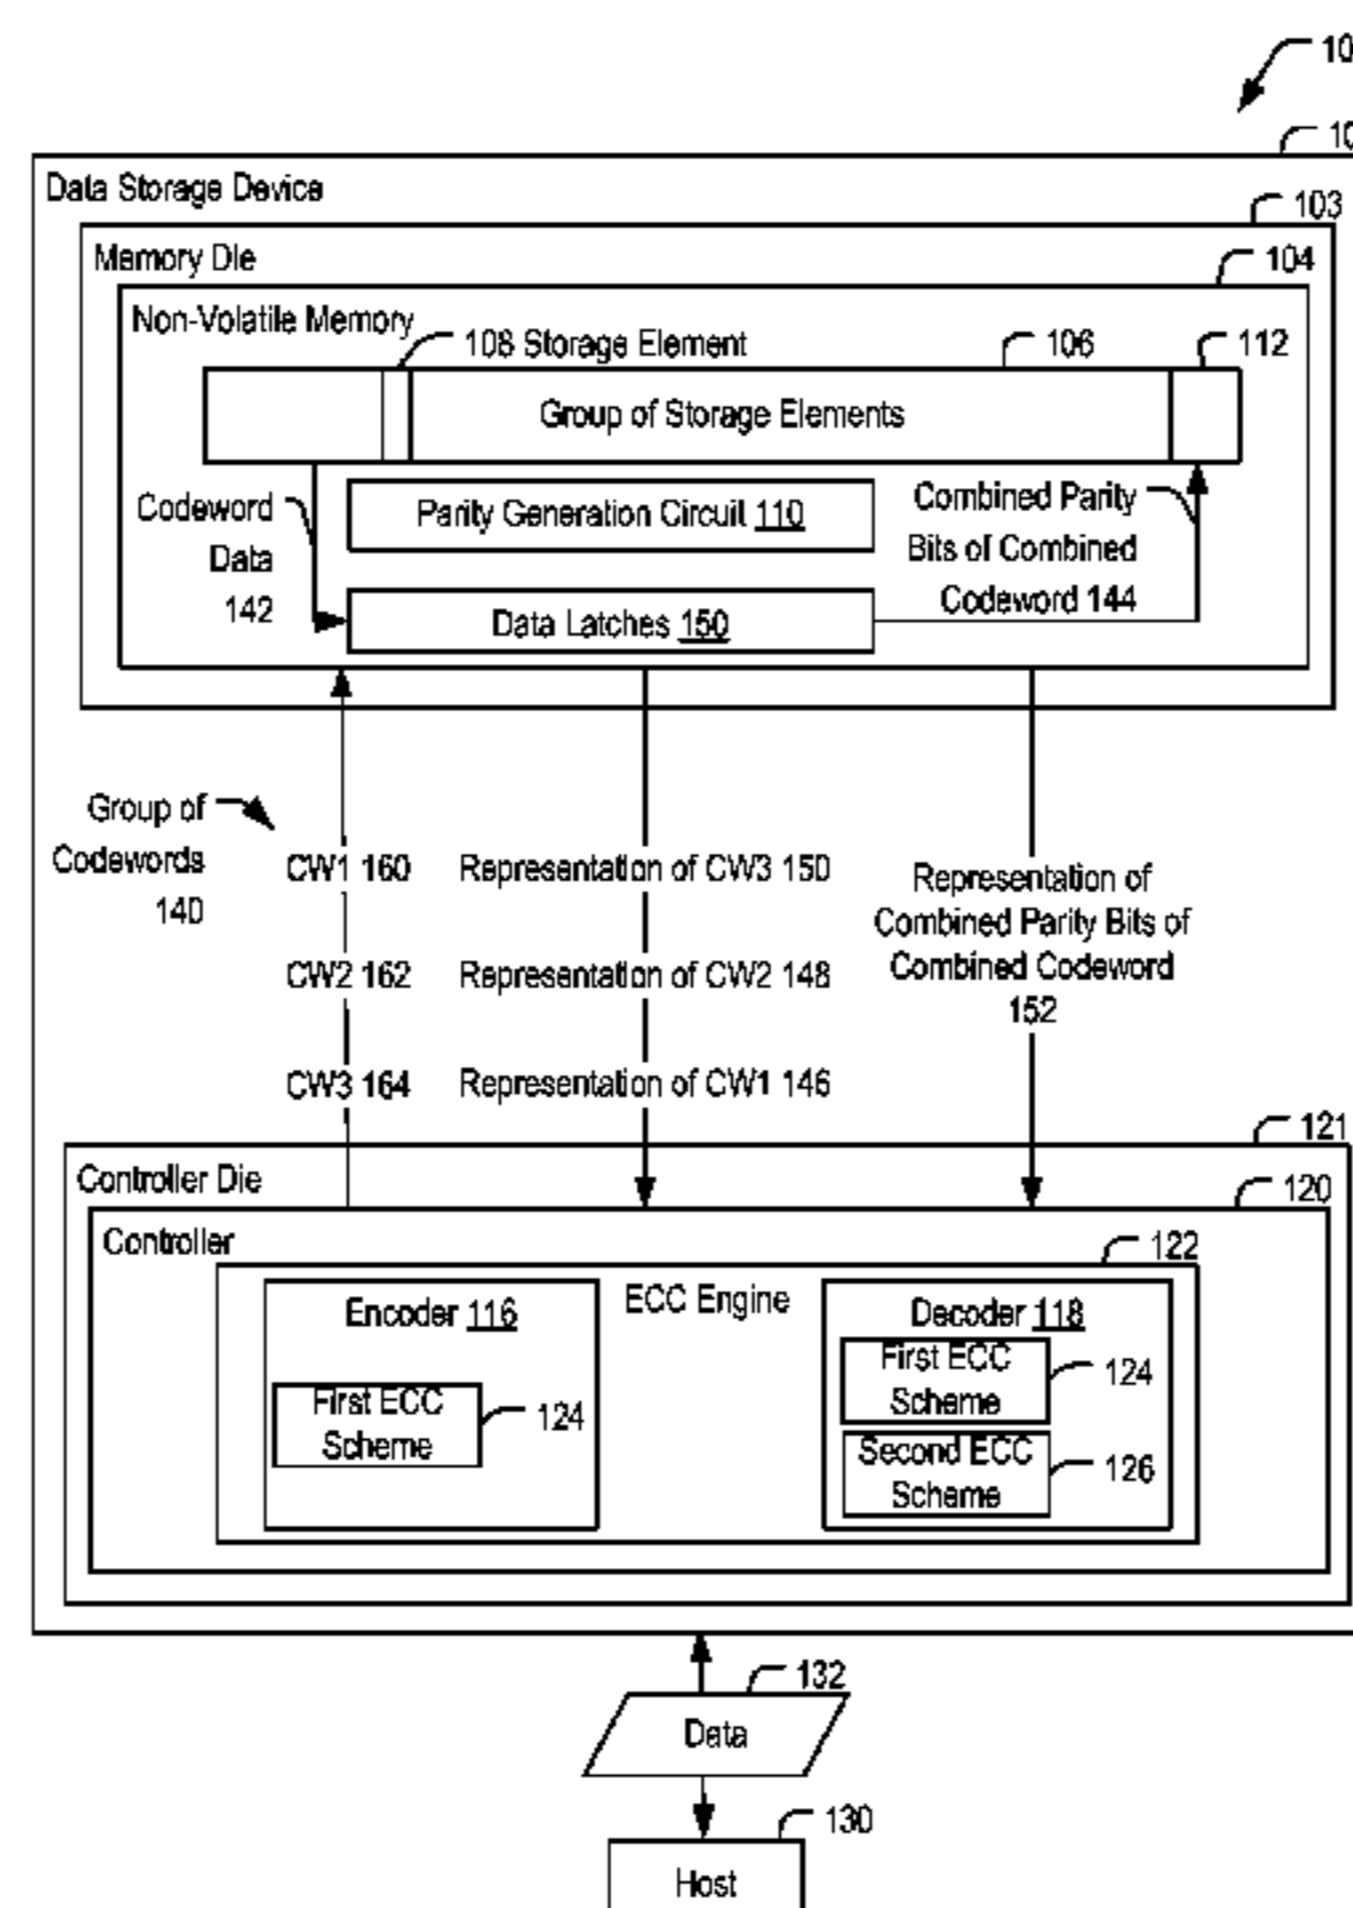 10
10
Data Storage Device
103
Memory Die
104
Non-Volatile Memory
108 Storage Element
106
112
Group of Storage Elements
Codeword
Data
142
Parity Generation Circuit 110
Combined Parity
Bits of Combined
Codeword 144
Data Latches 150
Group of
Codewords
140
CW1 160
Representation of CW3 150
Representation of
Combined Parity Bits of
Combined Codeword
152
CW2 162
Representation of CW2 148
CW3 164
Representation of CW1 146
121
Controller Die
120
Controller
122
ECC Engine
Encoder 116
First ECC
Scheme
124
Decoder 118
First ECC
Scheme
124
Second ECC
Scheme
126
132
Data
130
Host